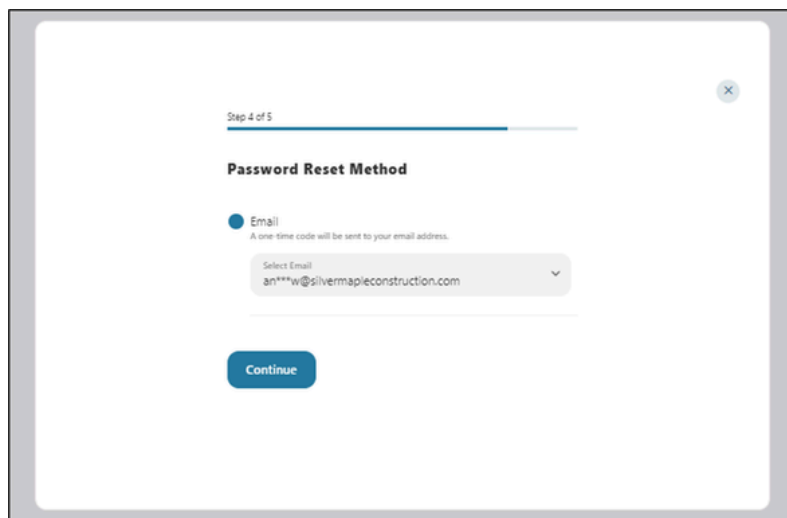 Step 4 of 5
Password Reset Method
Email
A one-time code will be sent to your email address.
Select Email
an***w@silvermapleconstruction.com
Continue